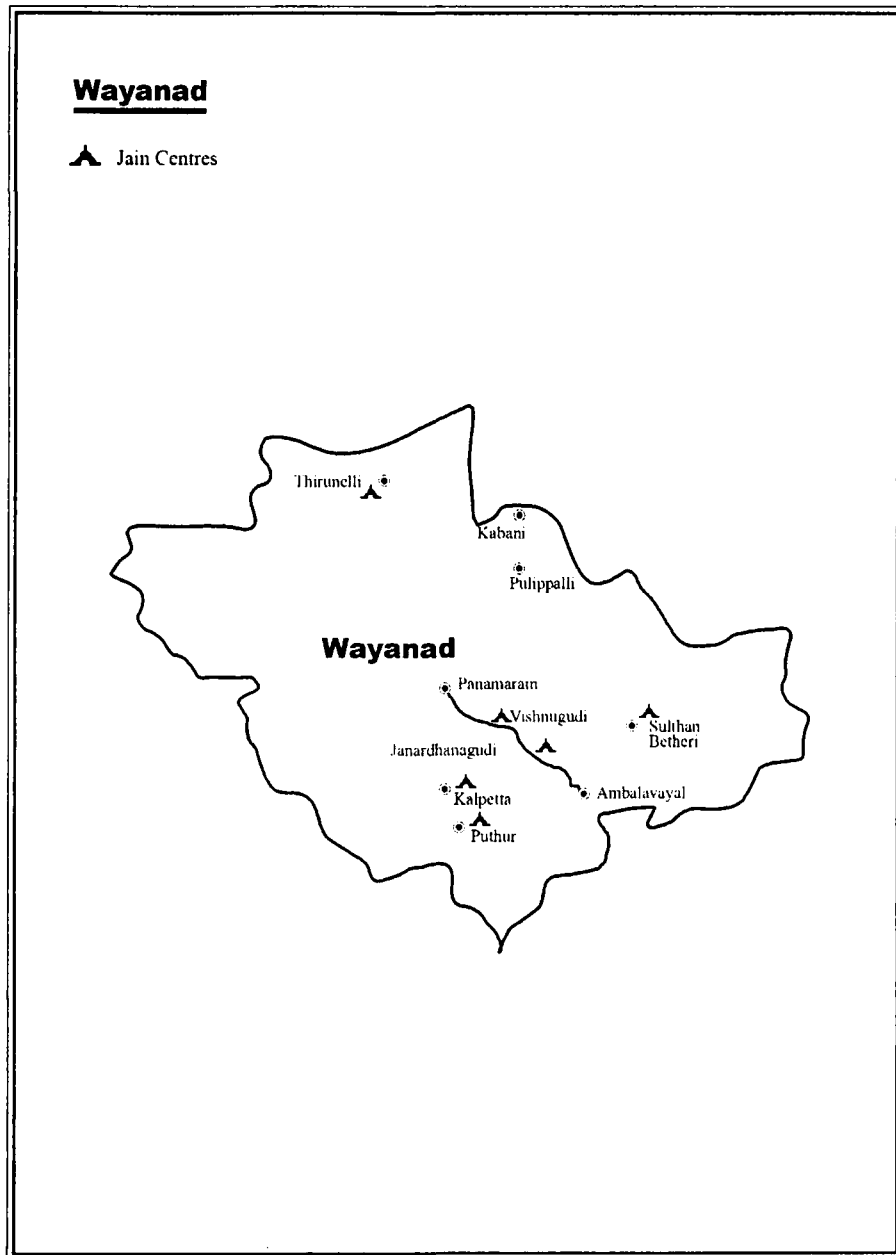 Wayanad
Jain Centres
Thirunelli
Kabani
Pulippalli
Wayanad
Panamaram
Vishnugudi
Sulthan
Betheri
Janardhanagudi
Kalpetta
Ambalavayal
Puthur